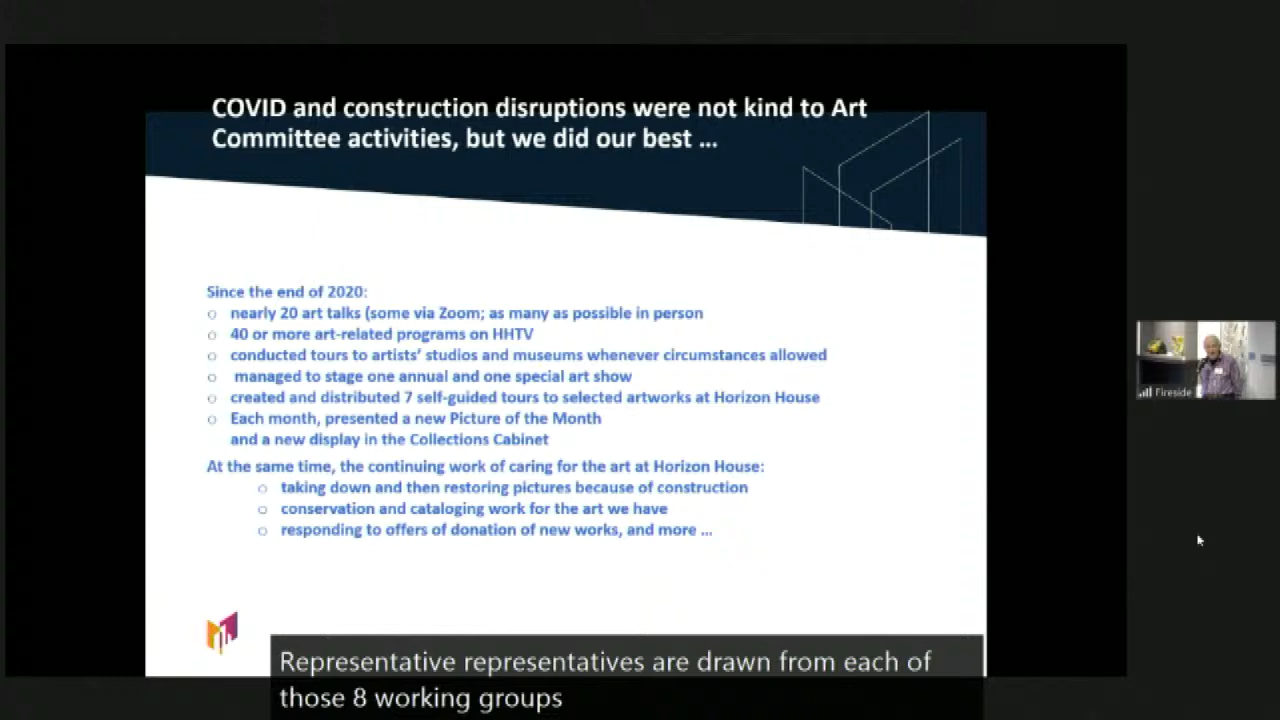 COVID and construction disruptions were not kind to Art
Committee activities, but we did our best ...
Since the end of 2020:
o nearly 20 art talks (some via Zoom; as many as possible in person
o 40 or more art-related programs on HHTV
o conducted tours to artists' studios and museums whenever circumstances allowed
o managed to stage one annual and one special art show
o created and distributed 7 self-guided tours to selected artworks at Horizon House
o Each month, presented a new Picture of the Month
and a new display in the Collections Cabinet
At the same time, the continuing work of caring for the art at Horizon House:
o taking down and then restoring pictures because of construction
o conservation and cataloging work for the art we have
o responding to offers of donation of new works, and more ...
Fireside
Representative representatives are drawn from each of
those 8 working groups